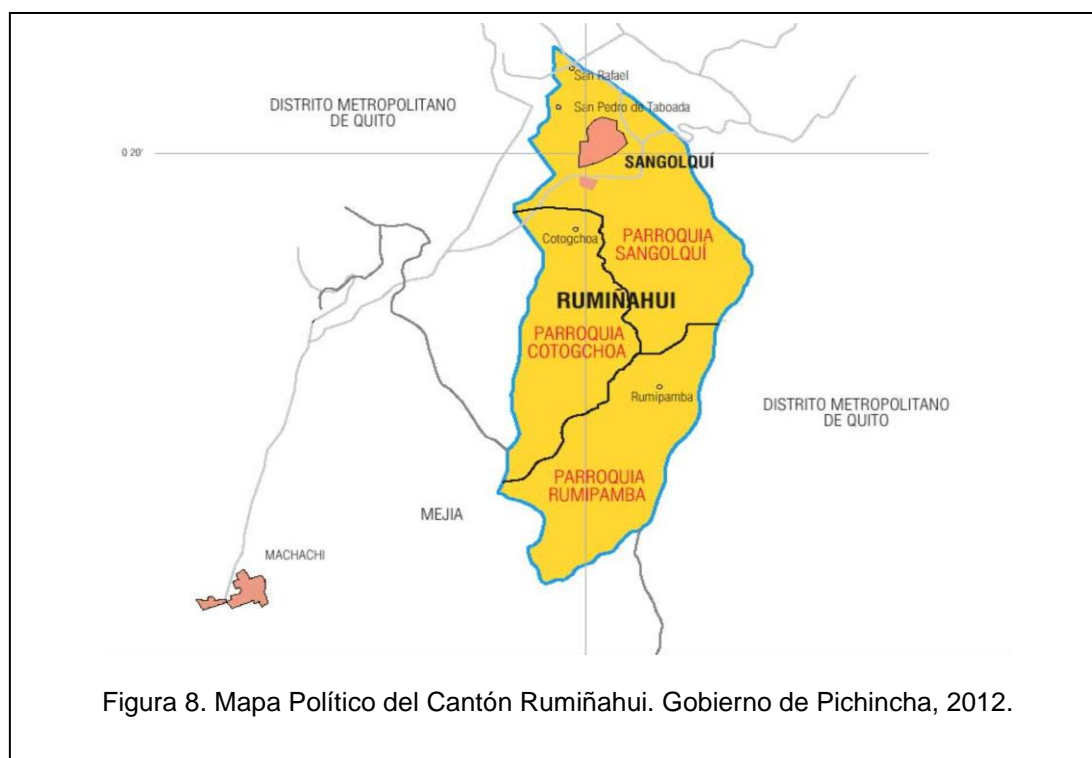 San Rafael
DISTRITO METROPOLITANO
DE QUITO
San Pedro de Taboada
0 20'
SANGOLQUÍ
Cotogchoa
PARROQUIA
SANGOLQUÍ
RUMIÑAHUI
PARROQUIA
COTOGCHOA
Rumipamba
DISTRITO METROPOLITANO
DE QUITO
PARROQUIA
RUMIPAMBA
MEJIA
MACHACHI
Figura 8. Mapa Político del Cantón Rumiñahui. Gobierno de Pichincha, 2012.